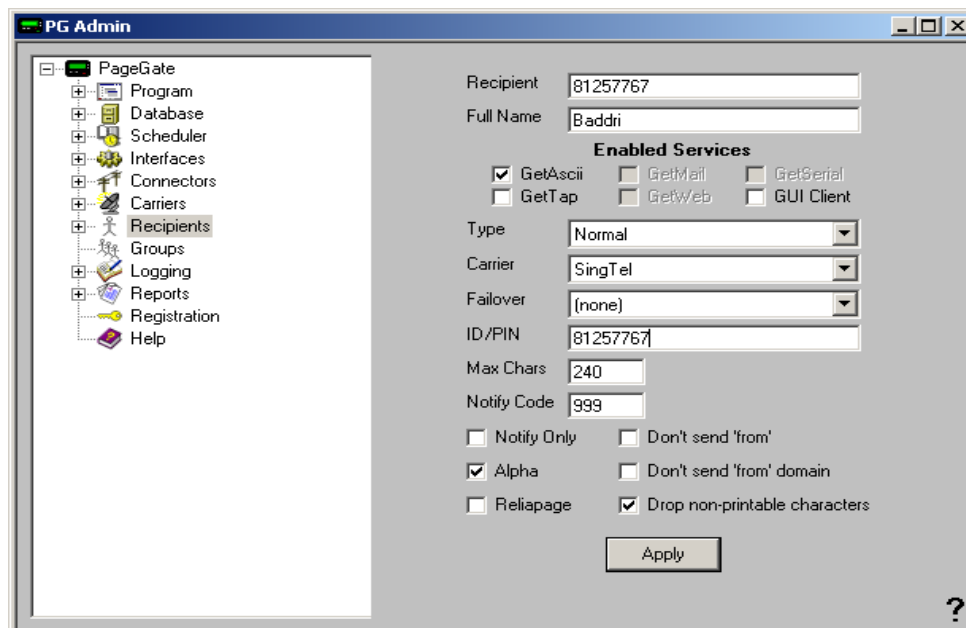 PG Admin
PageGate
Program
Database
Scheduler
Interfaces
Connectors
Carriers
Recipients
Groups
Logging
Reports
Registration
Help
Recipient 81257767
Full Name Baddri
Enabled Services
GetAscii GetMail GetSerial
GetTap GetWeb GUI Client
Type Normal
Carrier SingTel
Failover (none)
ID/PIN 81257767
Max Chars 240
Notify Code 999
Notify Only Don't send 'from'
Alpha Don't send 'from' domain
Reliapage Drop non-printable characters
Apply
?